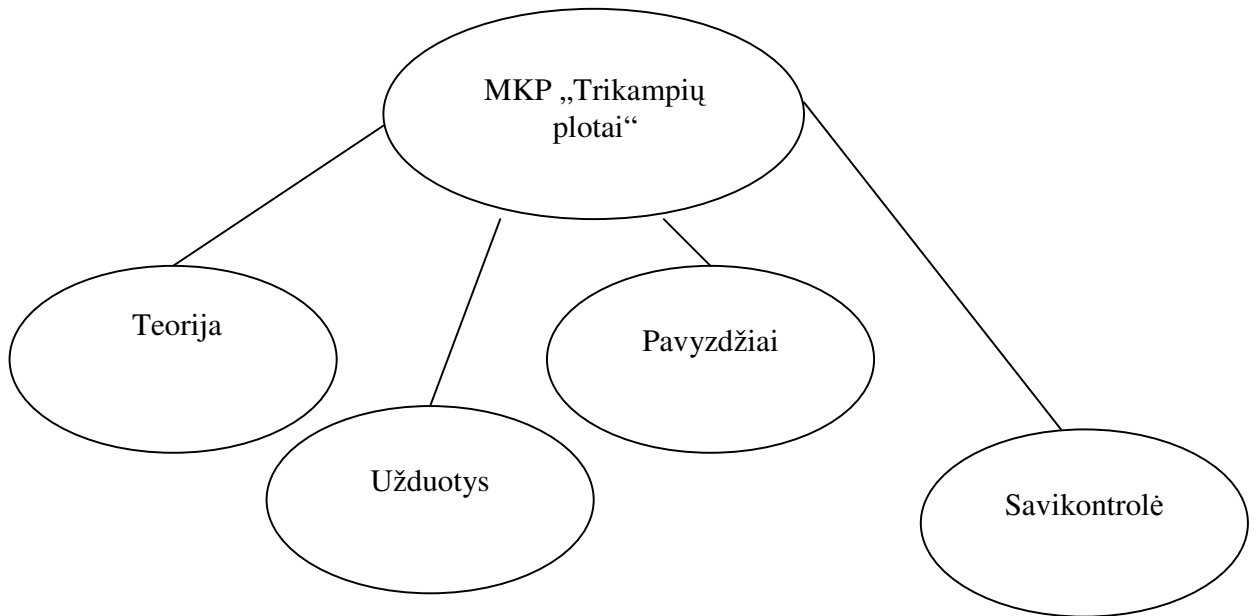 MKP „Trikampių
plotai“
Teorija
Pavyzdžiai
Užduotys
Savikontrolė